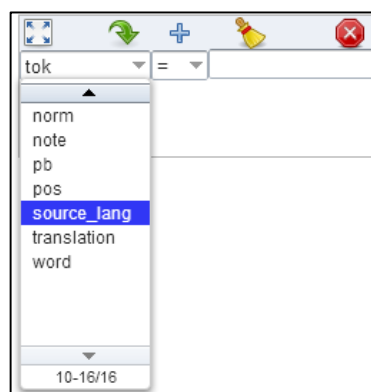 tok =
norm
note
pb
pos
source_lang
translation
word
10-16/16